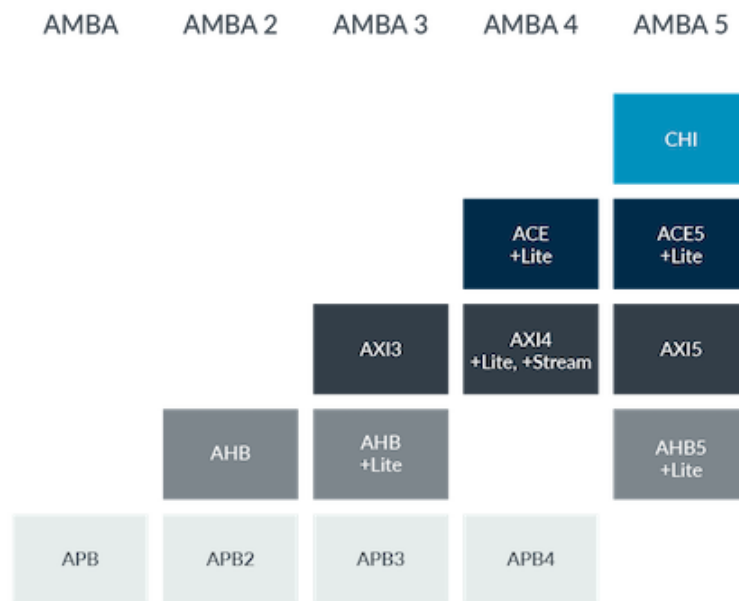 AMBA AMBA 2 AMBA 3 AMBA 4 AMBA 5
CHI
ACE ACE5
+Lite +Lite
AXI3 AXI4 AXI5
+Lite, +Stream
AHB AHB AHB5
+Lite +Lite
APB APB2 APB3 APB4